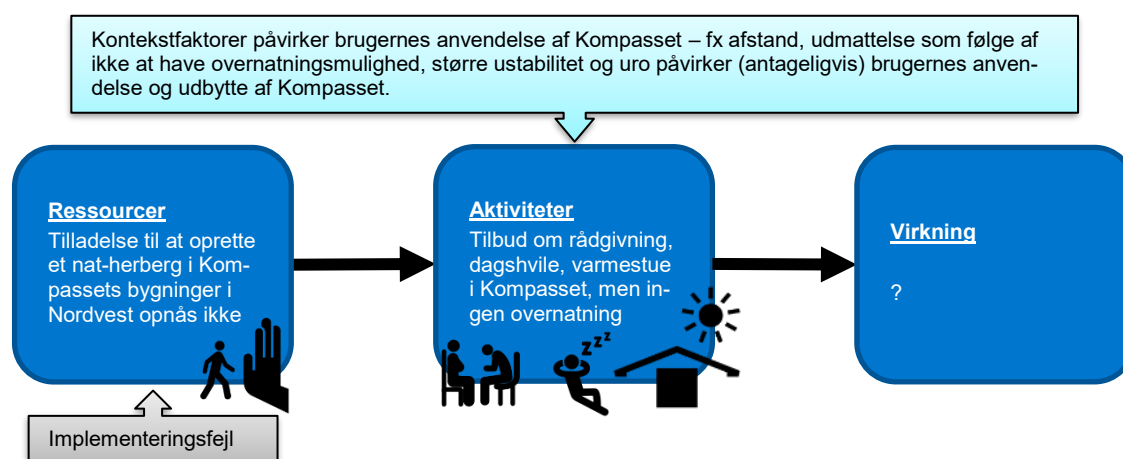 Kontekstfaktorer påvirker brugernes anvendelse af Kompasset – fx afstand, udmattelse som følge af
ikke at have overnatningsmulighed, større ustabilitet og uro påvirker (antageligvis) brugernes anven-
delse og udbytte af Kompasset.
Ressourcer
Tilladelse til at oprette
et nat-herberg i Kom-
passets bygninger i
Nordvest opnås ikke
Aktiviteter
Tilbud om rådgivning,
dagshvile, varmestue
i Kompasset, men in-
gen overnatning
zzz
Virkning
?
Implementeringsfejl